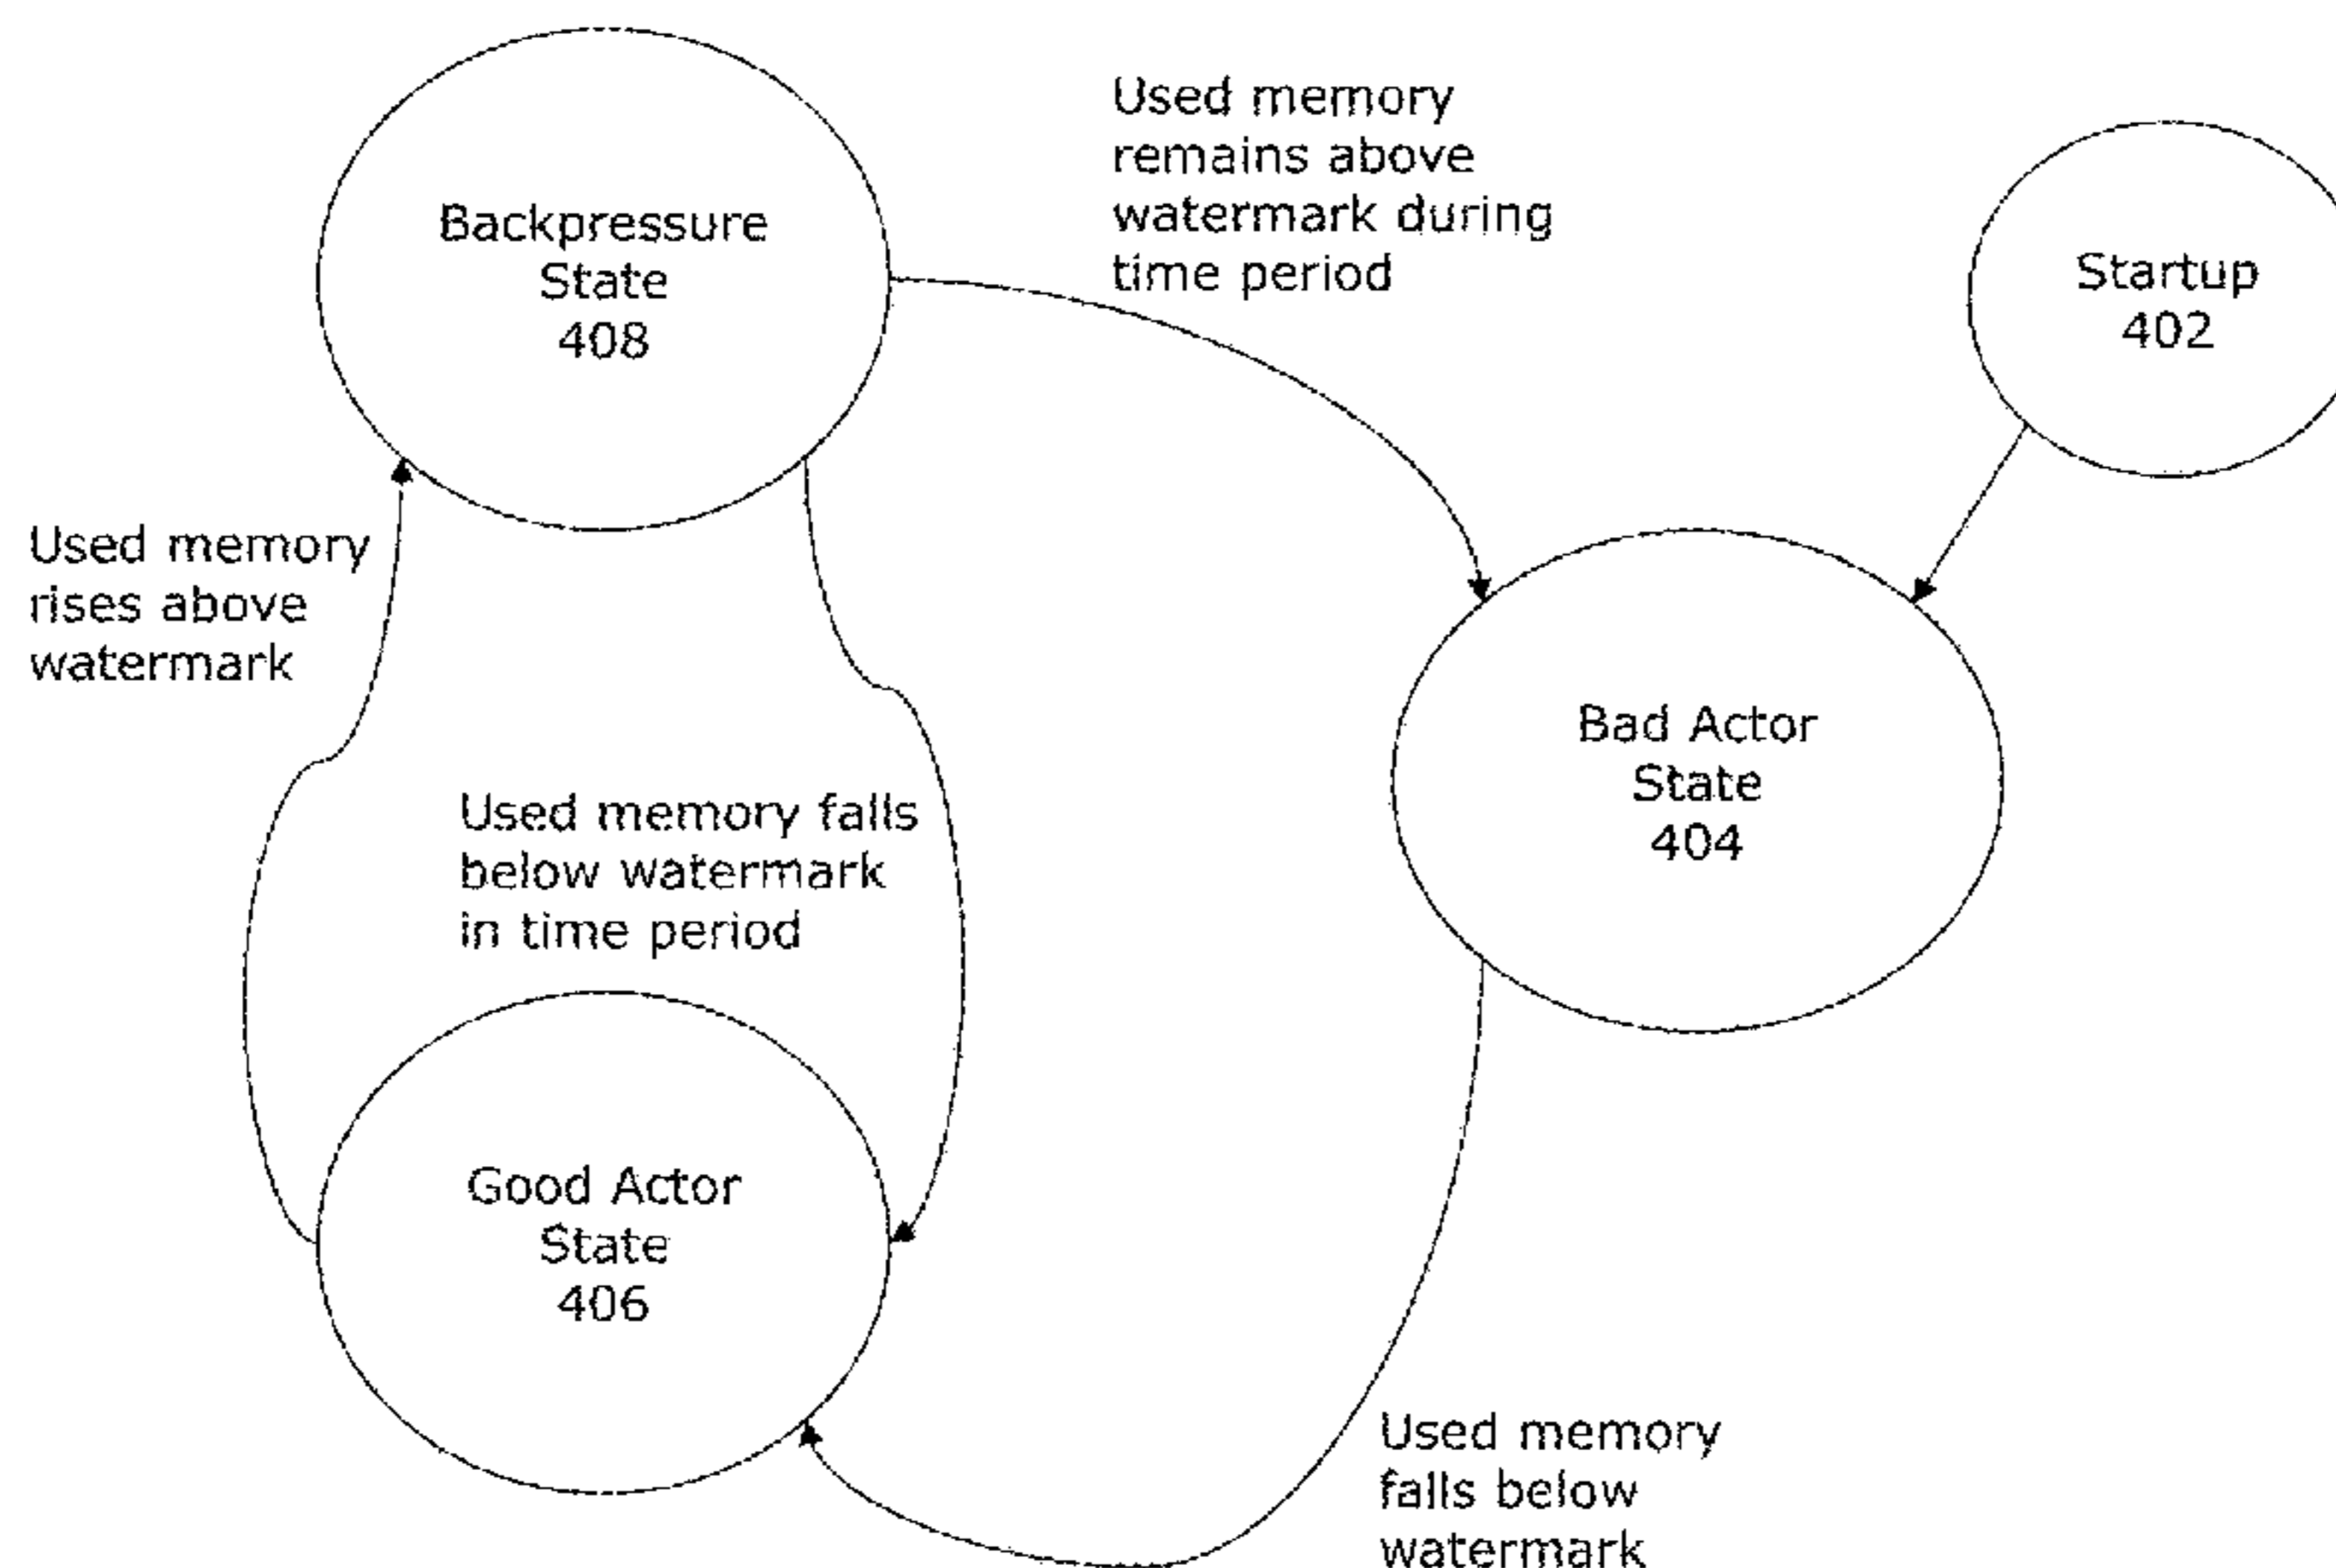 Backpressure
State
408
Used memory
remains above
watermark during
time period
Startup
402
Used memory
rises above
watermark
Used memory falls
below watermark
in time period
Bad Actor
State
404
Good Actor
State
406
Used memory
falls below
watermark